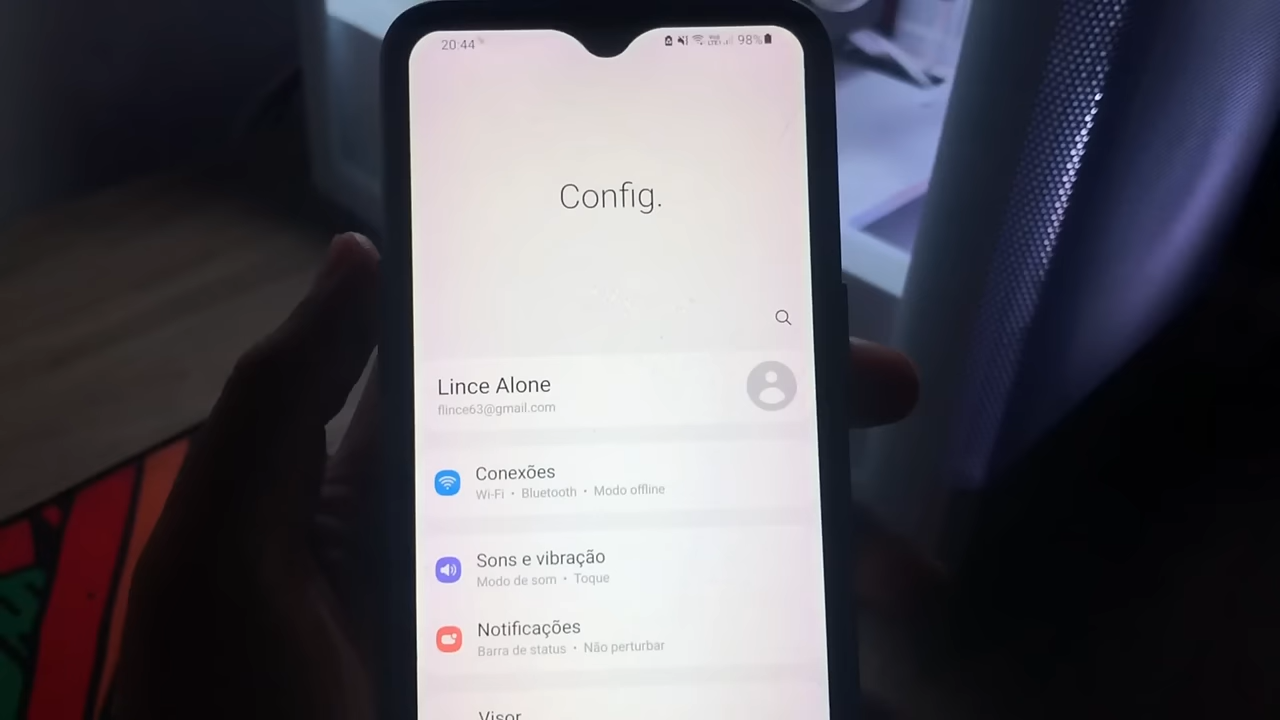 20:44
98%
Config.
Lince Alone
flince63@gmail.com
Conexões
Wi-Fi • Bluetooth • Modo offline
Sons e vibração
Modo de som • Toque
Notificações
Barra de status • Não perturbar
Visor